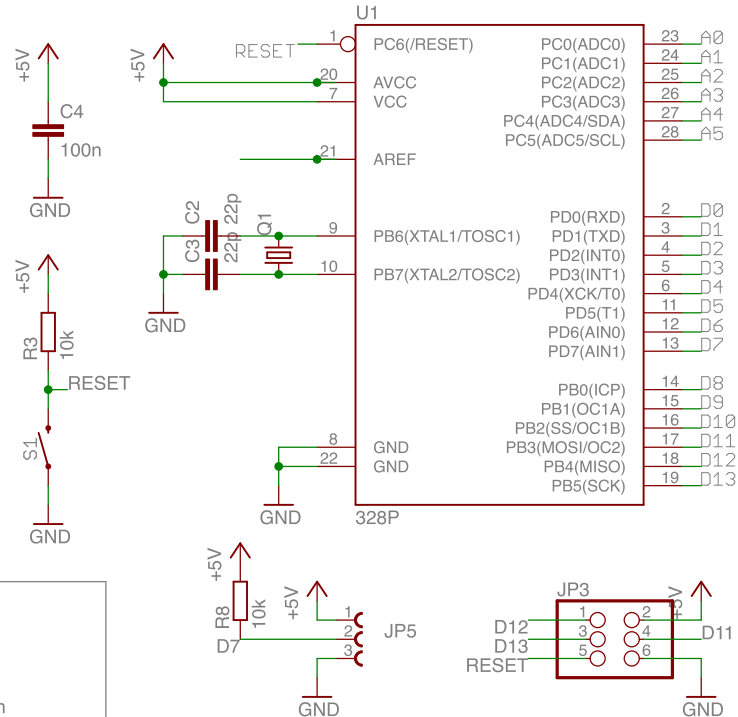 U1
+5V
C4
100n
GND
+5V
RESET
1
PC6(/RESET)
20
AVCC
7
VCC
21
AREF
C2
22p
C3
22p
Q1
9
PB6(XTAL1/TOSC1)
10
PB7(XTAL2/TOSC2)
GND
8
GND
22
GND
GND
328P
PC0(ADC0)
23
A0
PC1(ADC1)
24
A1
PC2(ADC2)
25
A2
PC3(ADC3)
26
A3
PC4(ADC4/SDA)
27
A4
PC5(ADC5/SCL)
28
A5
PD0(RXD)
2
D0
PD1(TXD)
3
D1
PD2(INT0)
4
D2
PD3(INT1)
5
D3
PD4(XCK/T0)
6
D4
PD5(T1)
11
D5
PD6(AIN0)
12
D6
PD7(AIN1)
13
D7
PB0(ICP)
14
D8
PB1(OC1A)
15
D9
PB2(SS/OC1B)
16
D10
PB3(MOSI/OC2)
17
D11
PB4(MISO)
18
D12
PB5(SCK)
19
D13
+5V
R3
10k
RESET
S1
GND
+5V
R8
10k
D7
+5V
1
2
3
JP5
GND
JP3
+5V
D12
1
2
D13
3
4
D11
RESET
5
6
GND